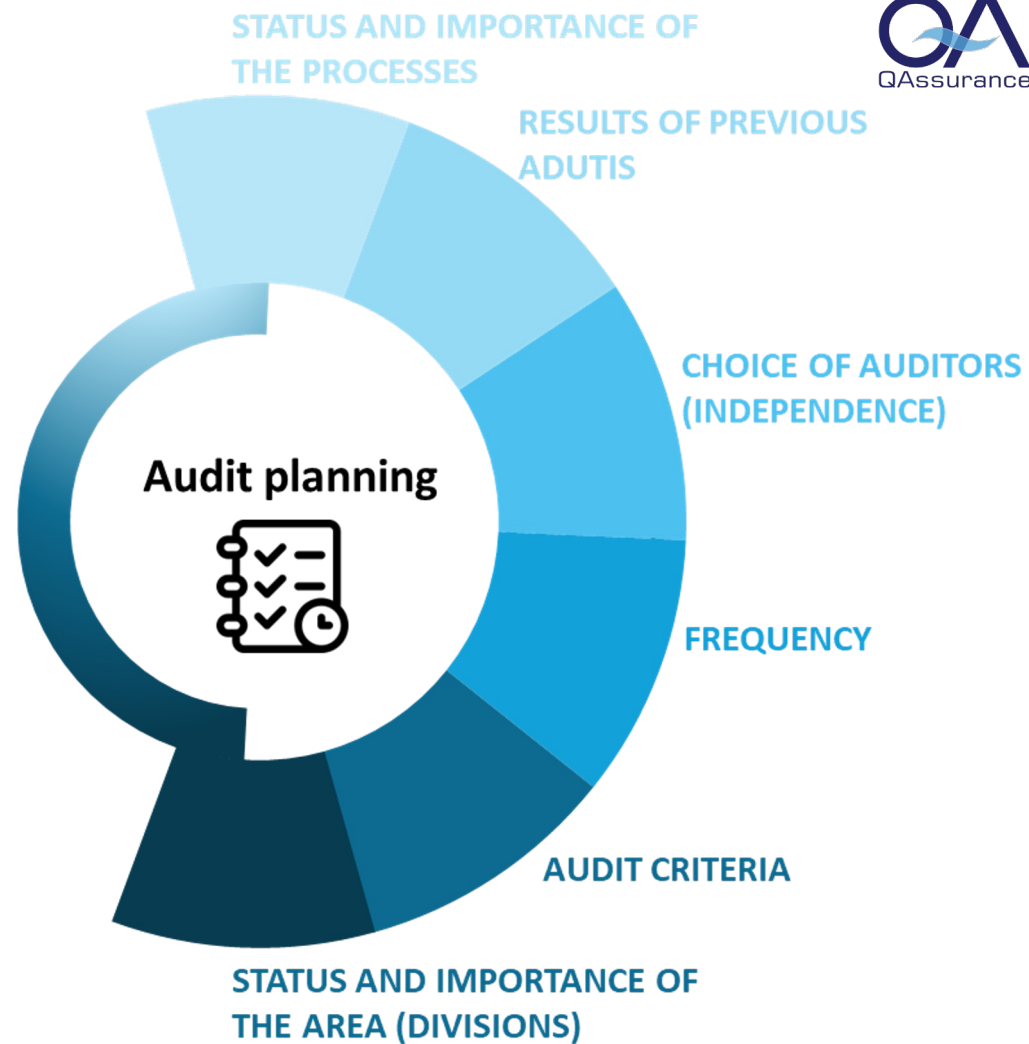 STATUS AND IMPORTANCE OF
THE PROCESSES
QA
QAssurance
RESULTS OF PREVIOUS
ADUTIS
CHOICE OF AUDITORS
(INDEPENDENCE)
Audit planning
FREQUENCY
AUDIT CRITERIA
STATUS AND IMPORTANCE OF
THE AREA (DIVISIONS)